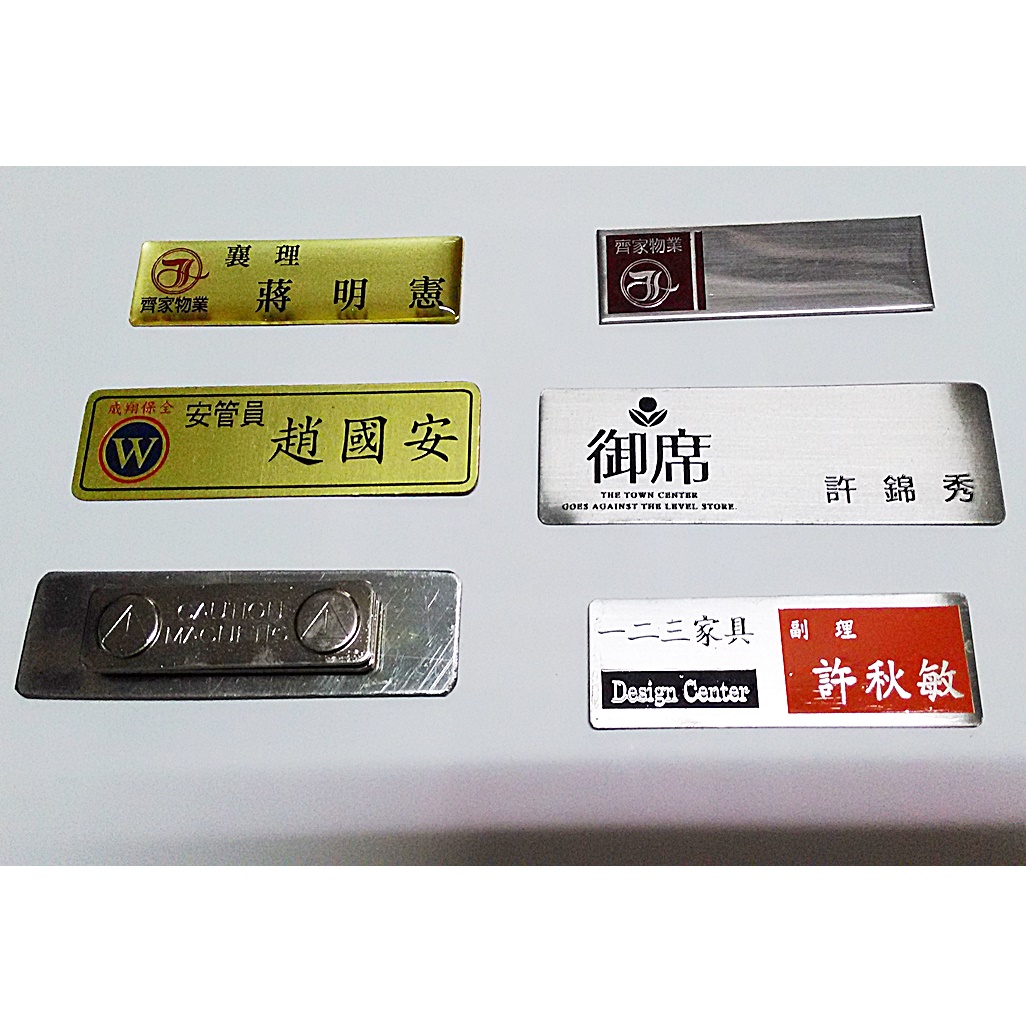 襄 理
蔣 明 憲
齊家物業
齊家物業
威翔保全
安管員
趙國安
W
御席
THE TOWN CENTER
GOES AGAINST THE LEVEL STORE.
許 錦 秀
CAUTION
MAGNETIC
一二三家具
Design Center
副 理
許秋敏